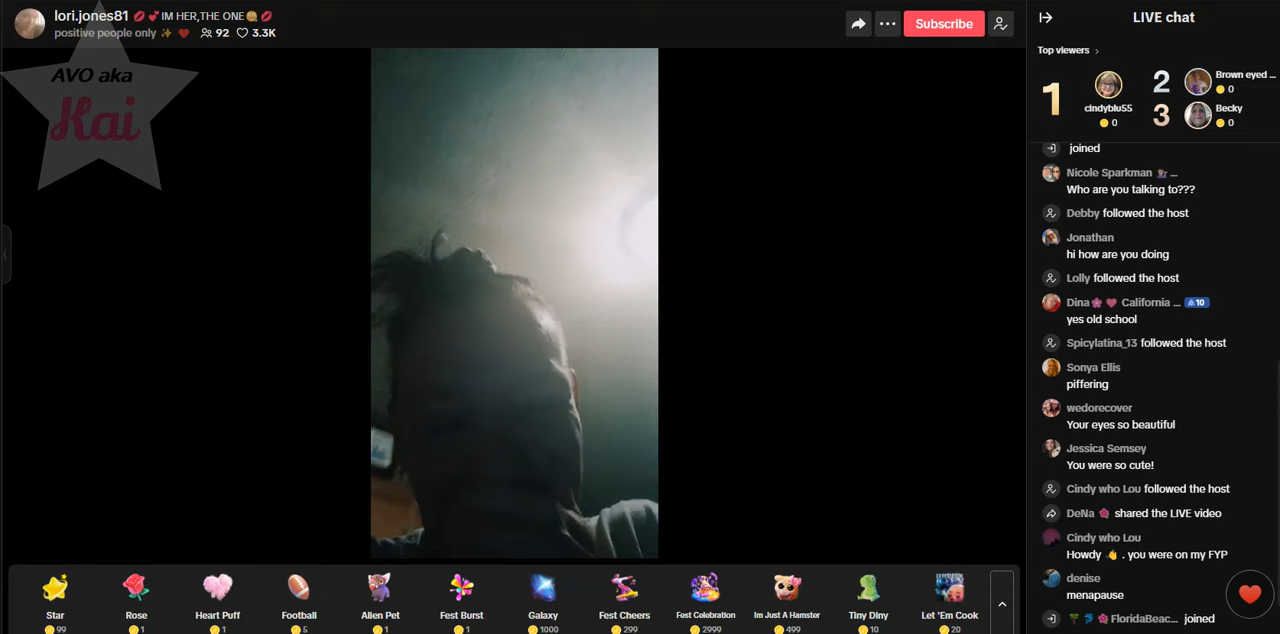 lori.jones81 💋💕IM HER,THE ONE😊💋
positive people only ✨ ❤️ 92 3.3K
Subscribe
AVO aka
Kai
LIVE chat
Top viewers
1
cindyblu55
0
2
Brown eyed ...
0
3
Becky
0
joined
Nicole Sparkman ...
Who are you talking to???
Debby followed the host
Jonathan
hi how are you doing
Lolly followed the host
Dina🌸 ❤️ California ... 10
yes old school
Spicylatina_13 followed the host
Sonya Ellis
piffering
wedorecover
Your eyes so beautiful
Jessica Semsey
You were so cute!
Cindy who Lou followed the host
DeNa 🌺 shared the LIVE video
Cindy who Lou
Howdy 👋 . you were on my FYP
denise
menapause
🌴 🌺FloridaBeac... joined
Star
99
Rose
1
Heart Puff
1
Football
5
Alien Pet
1
Fest Burst
1
Galaxy
1000
Fest Cheers
299
Fest Celebration
2999
Im Just A Hamster
499
Tiny Diny
10
Let 'Em Cook
20